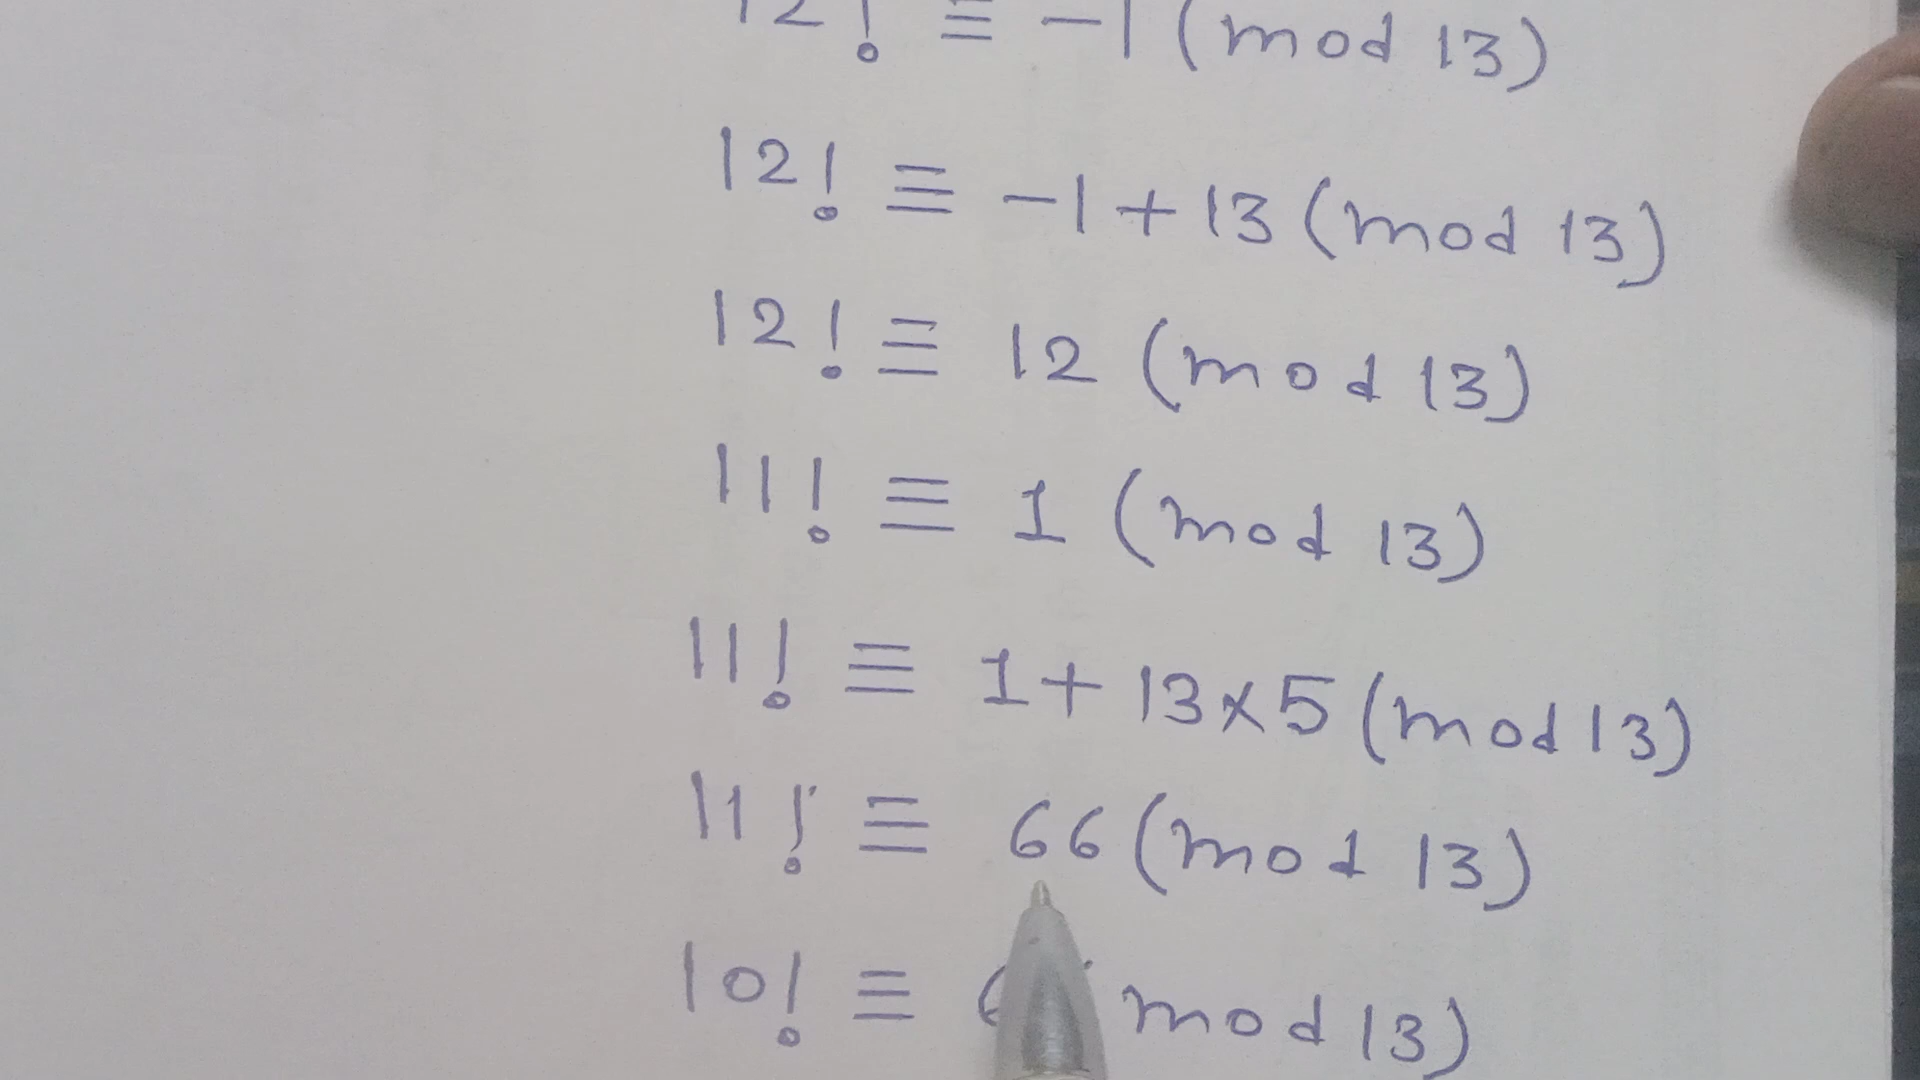 12! ≡ -1 (mod 13)
12! ≡ -1 + 13 (mod 13)
12! ≡ 12 (mod 13)
11! ≡ 1 (mod 13)
11! ≡ 1 + 13 × 5 (mod 13)
11! ≡ 66 (mod 13)
10! ≡ mod 13)